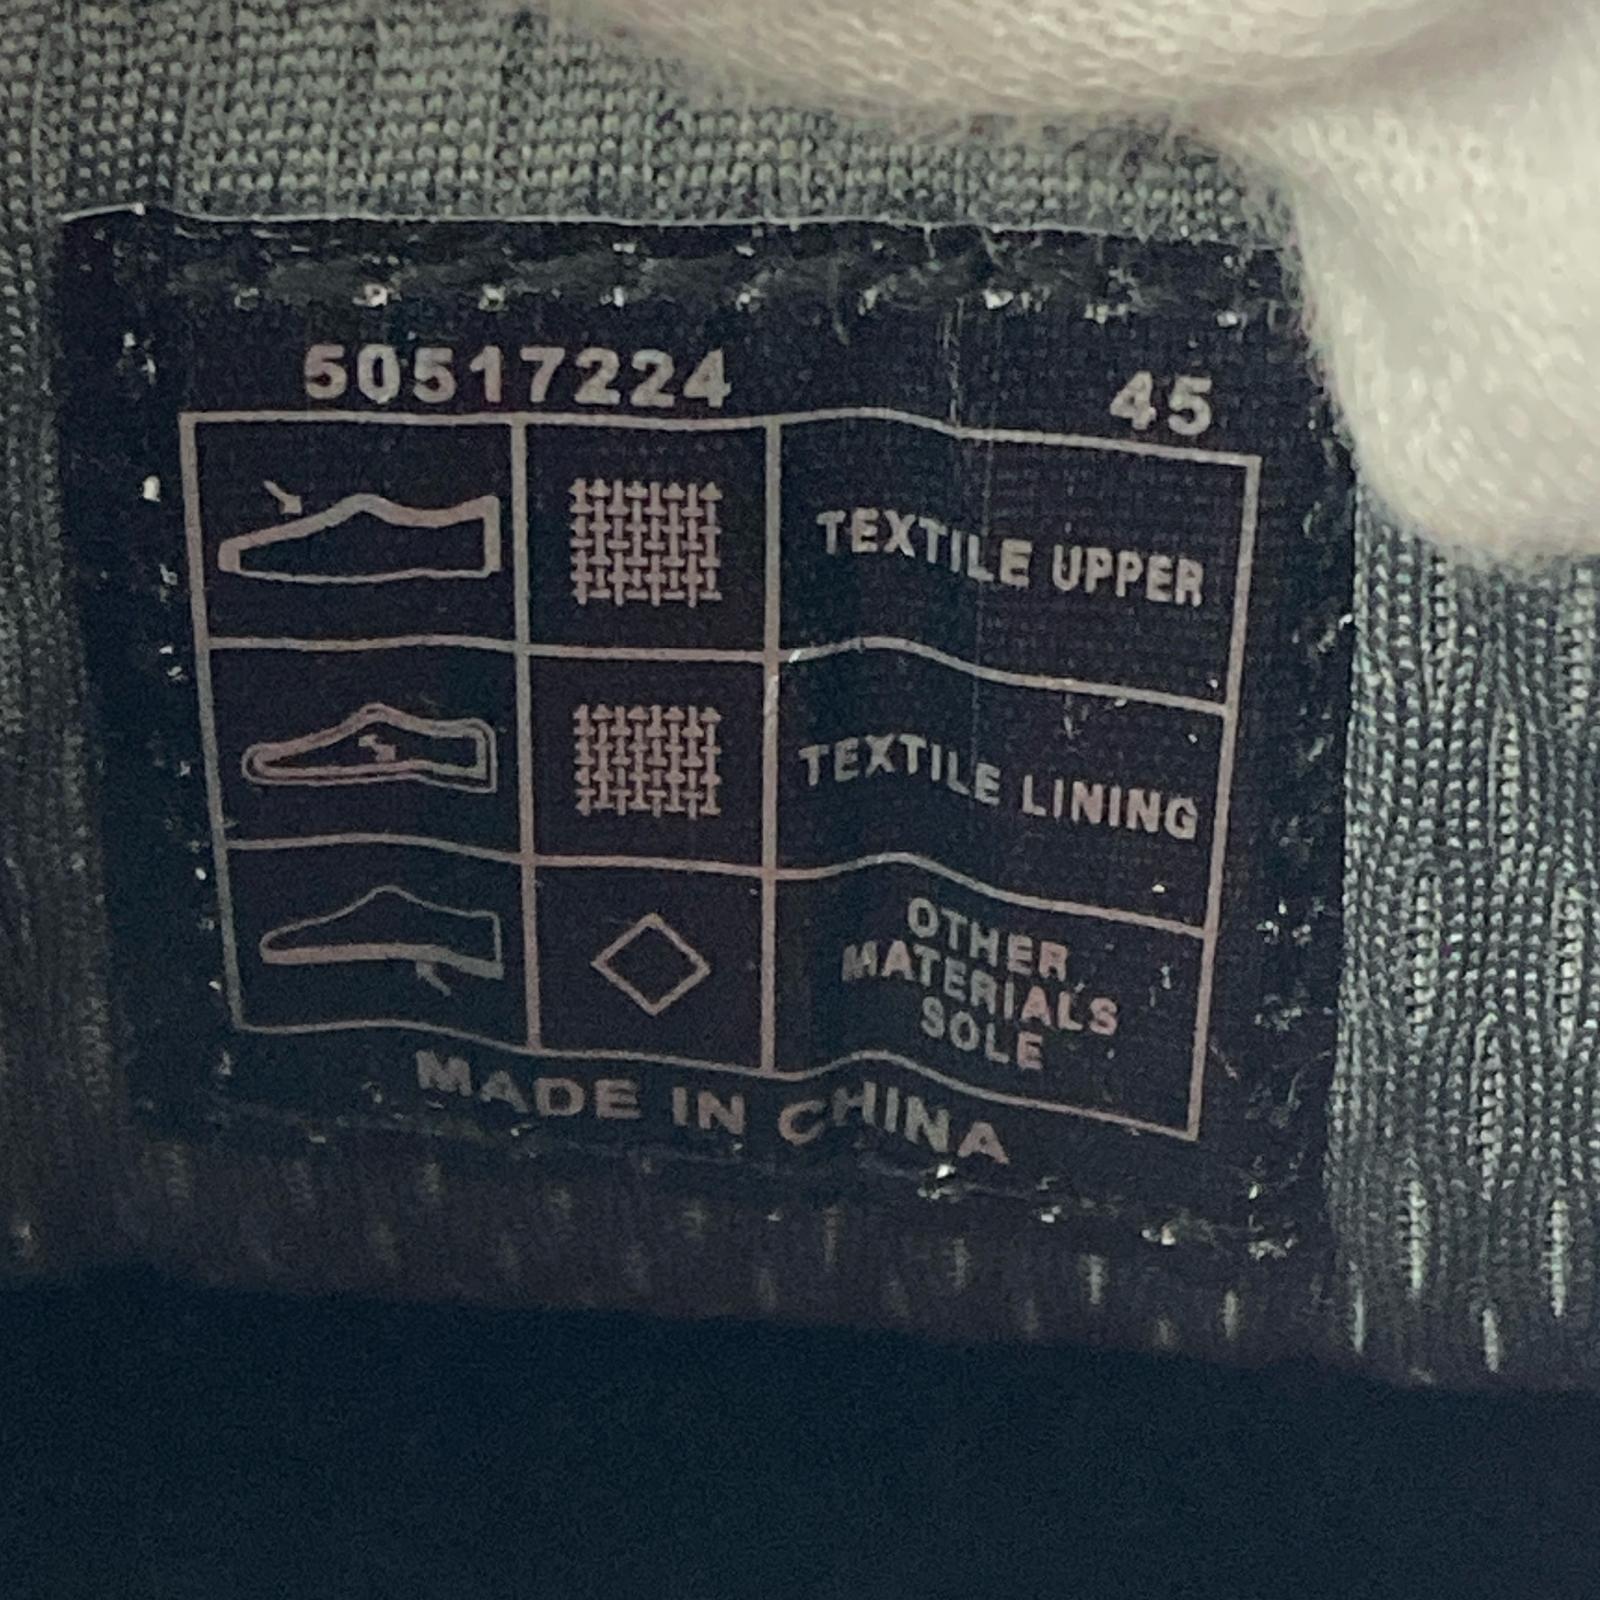 50517224 45
TEXTILE UPPER
TEXTILE LINING
OTHER
MATERIALS
SOLE
MADE IN CHINA